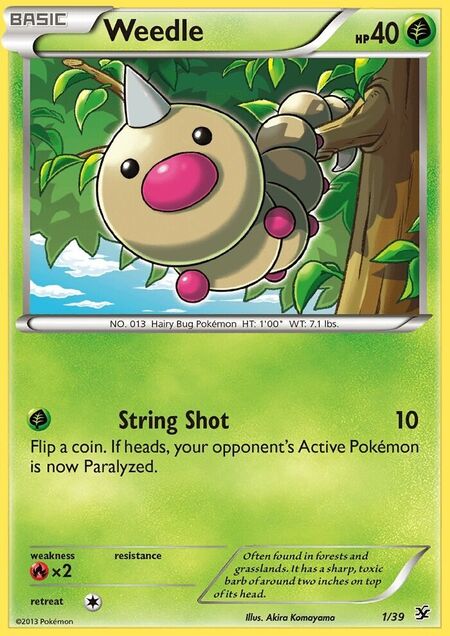 BASIC
Weedle
HP40
NO. 013 Hairy Bug Pokémon HT: 1'00" WT: 7.1 lbs.
String Shot 10
Flip a coin. If heads, your opponent's Active Pokémon
is now Paralyzed.
weakness resistance
×2
retreat
Often found in forests and
grasslands. It has a sharp, toxic
barb of around two inches on top
of its head.
©2013 Pokémon Illus. Akira Komayama 1/39